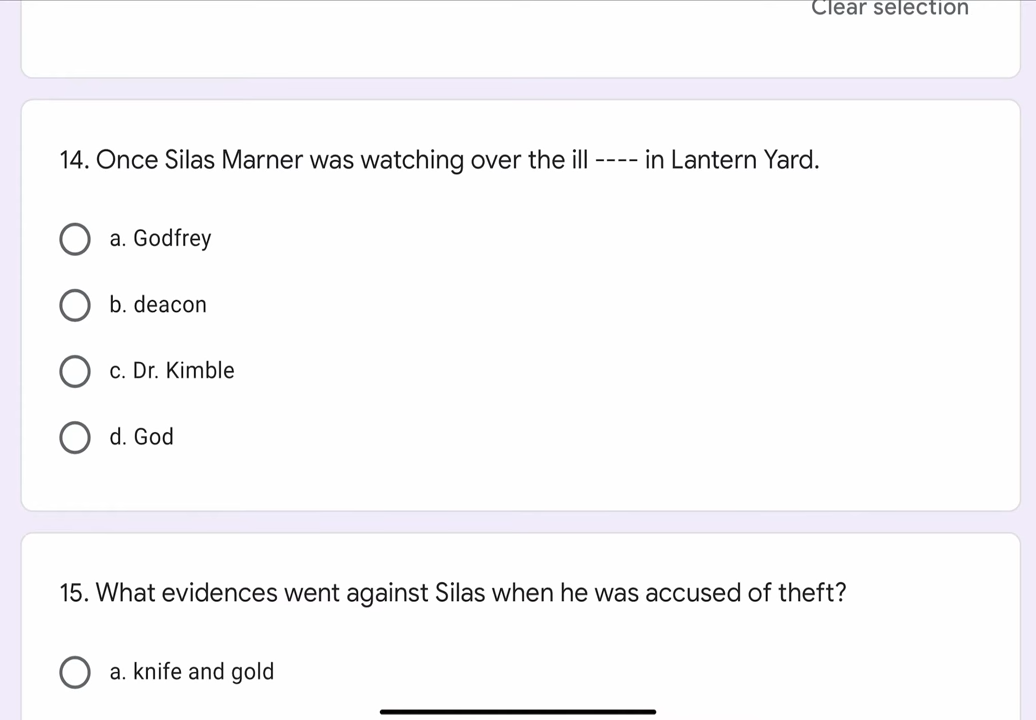 Clear selection
14. Once Silas Marner was watching over the ill ---- in Lantern Yard.
a. Godfrey
b. deacon
c. Dr. Kimble
d. God
15. What evidences went against Silas when he was accused of theft?
a. knife and gold